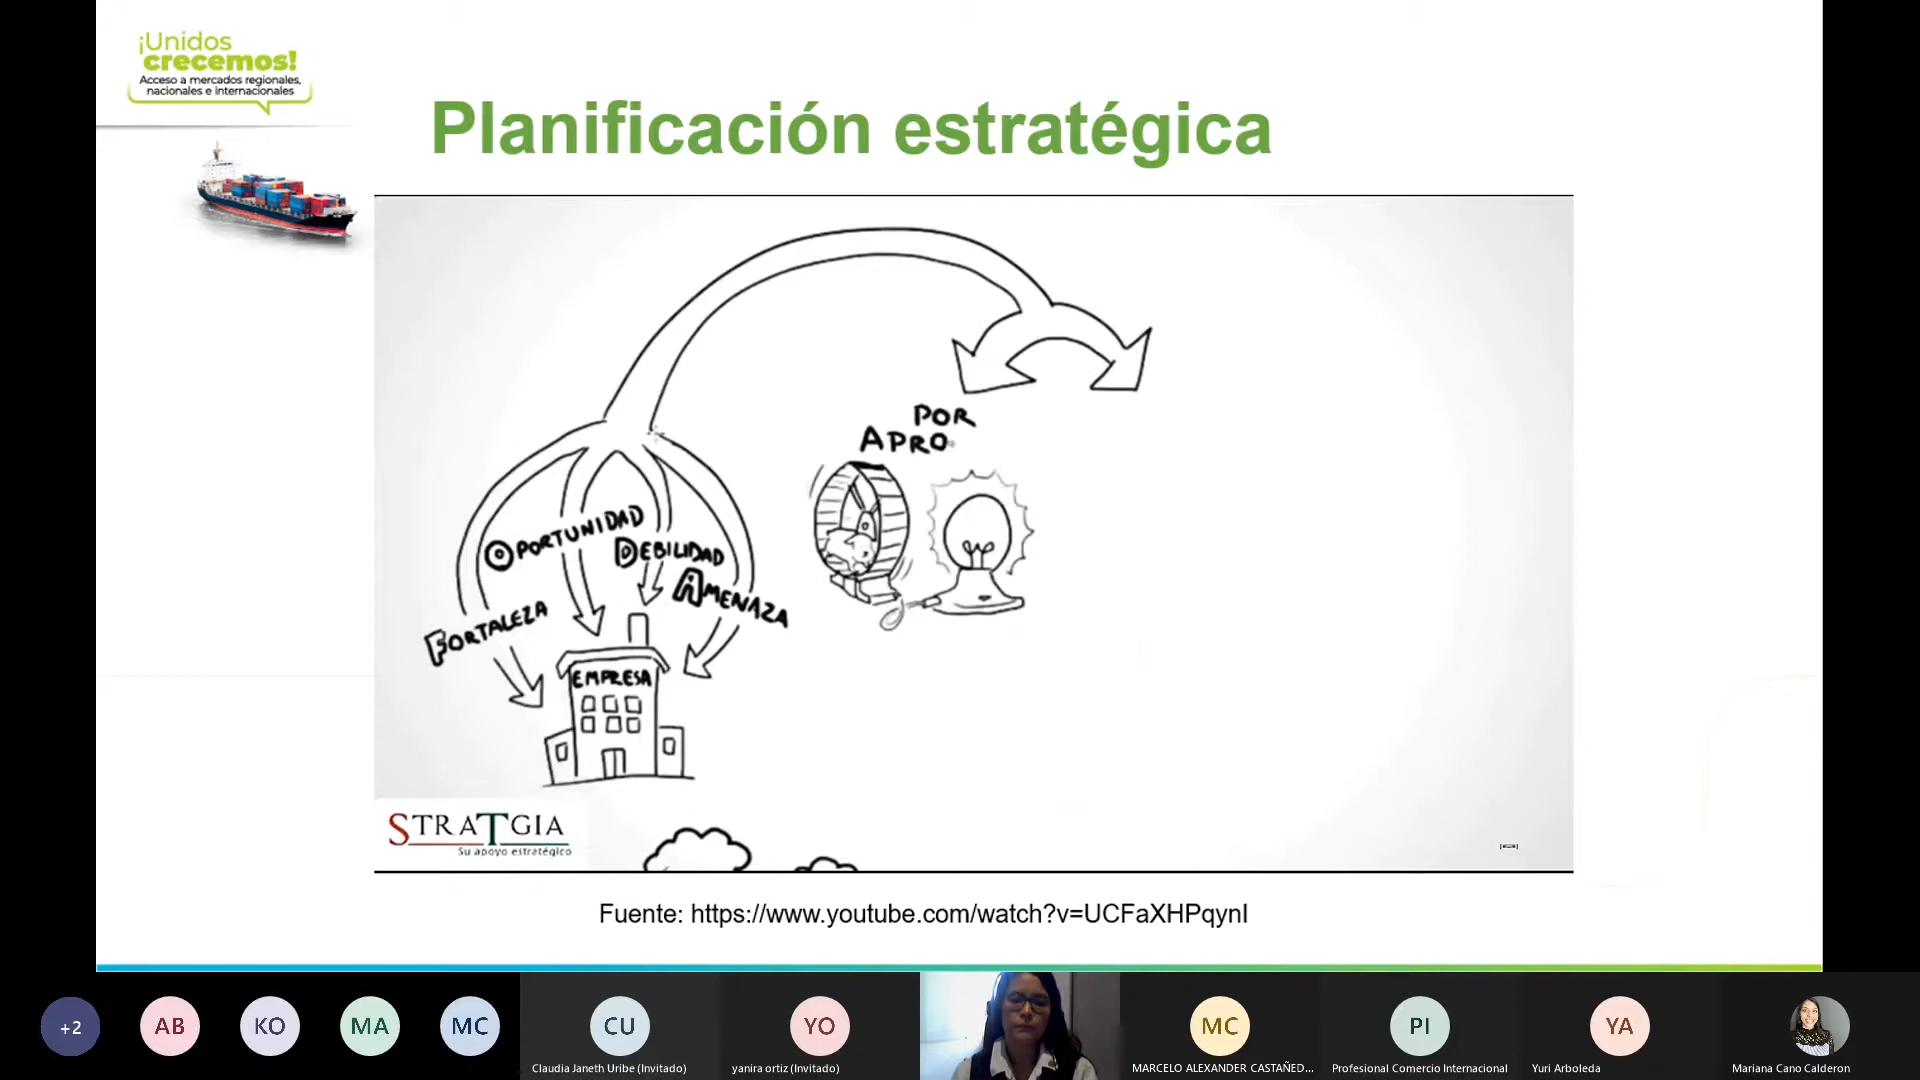 ¡Unidos
crecemos!
Acceso a mercados regionales,
nacionales e internacionales
Planificación estratégica
POR
APRO
OPORTUNIDAD
DEBILIDAD
AMENAZA
FORTALEZA
EMPRESA
STRATGIA
Su apoyo estratégico
Fuente: https://www.youtube.com/watch?v=UCFaXHPqynI
+2
AB
KO
MA
MC
CU
YO
MC
PI
YA
Claudia Janeth Uribe (Invitado)
yanira ortiz (Invitado)
MARCELO ALEXANDER CASTAÑED...
Profesional Comercio Internacional
Yuri Arboleda
Mariana Cano Calderon